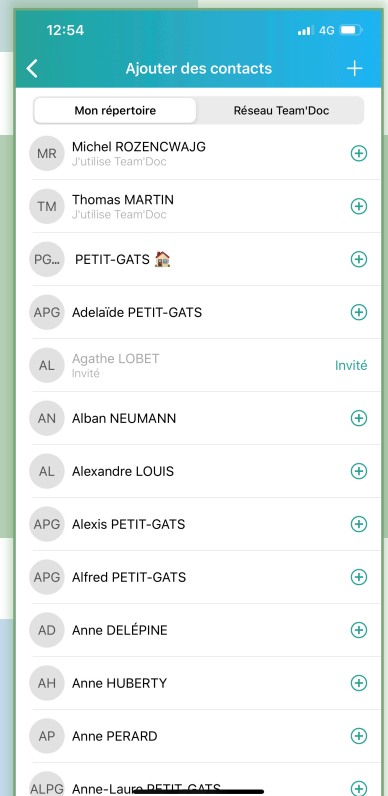 12:54
4G
Ajouter des contacts
Mon répertoire
Réseau Team'Doc
MR
Michel ROZENCWAJG
J'utilise Team'Doc
TM
Thomas MARTIN
J'utilise Team'Doc
PG...
PETIT-GATS 🏠
APG
Adelaïde PETIT-GATS
AL
Agathe LOBET
Invité
Invité
AN
Alban NEUMANN
AL
Alexandre LOUIS
APG
Alexis PETIT-GATS
APG
Alfred PETIT-GATS
AD
Anne DELÉPINE
AH
Anne HUBERTY
AP
Anne PERARD
ALPG
Anne-Laure PETIT-GATS